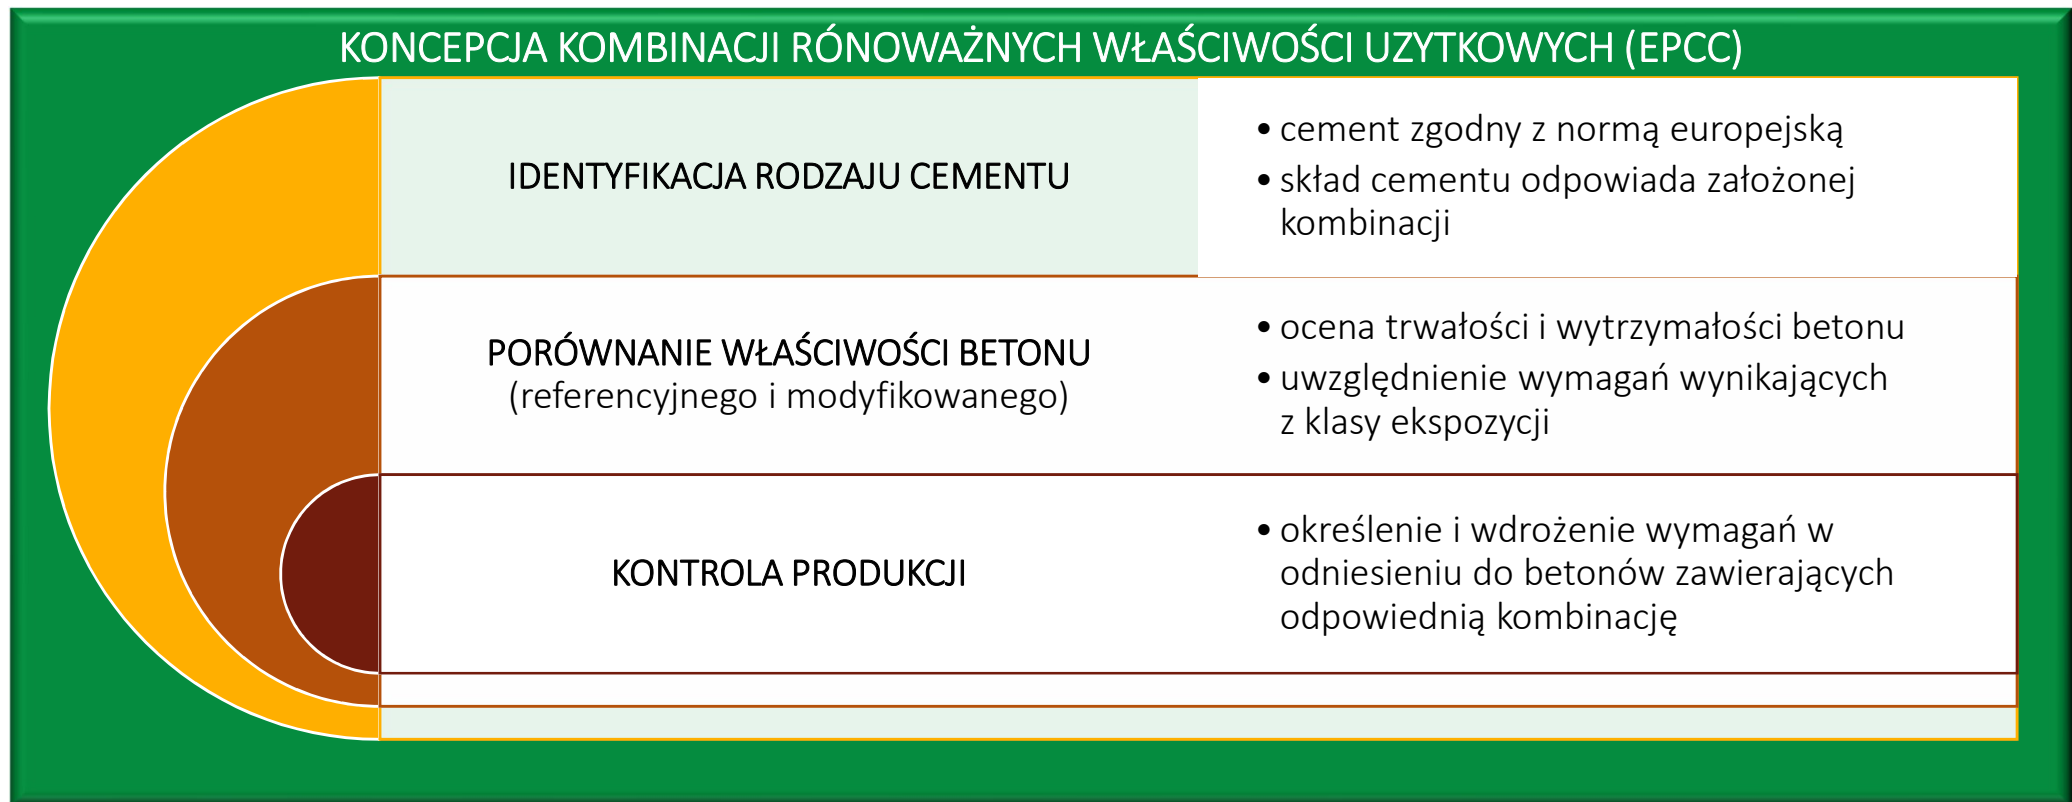 KONCEPCJA KOMBINACJI RÓNOWAŻNYCH WŁAŚCIWOŚCI UZYTKOWYCH (EPCC)
IDENTYFIKACJA RODZAJU CEMENTU
• cement zgodny z normą europejską
• skład cementu odpowiada założonej
kombinacji
PORÓWNANIE WŁAŚCIWOŚCI BETONU
(referencyjnego i modyfikowanego)
• ocena trwałości i wytrzymałości betonu
• uwzględnienie wymagań wynikających
z klasy ekspozycji
KONTROLA PRODUKCJI
• określenie i wdrożenie wymagań w
odniesieniu do betonów zawierających
odpowiednią kombinację